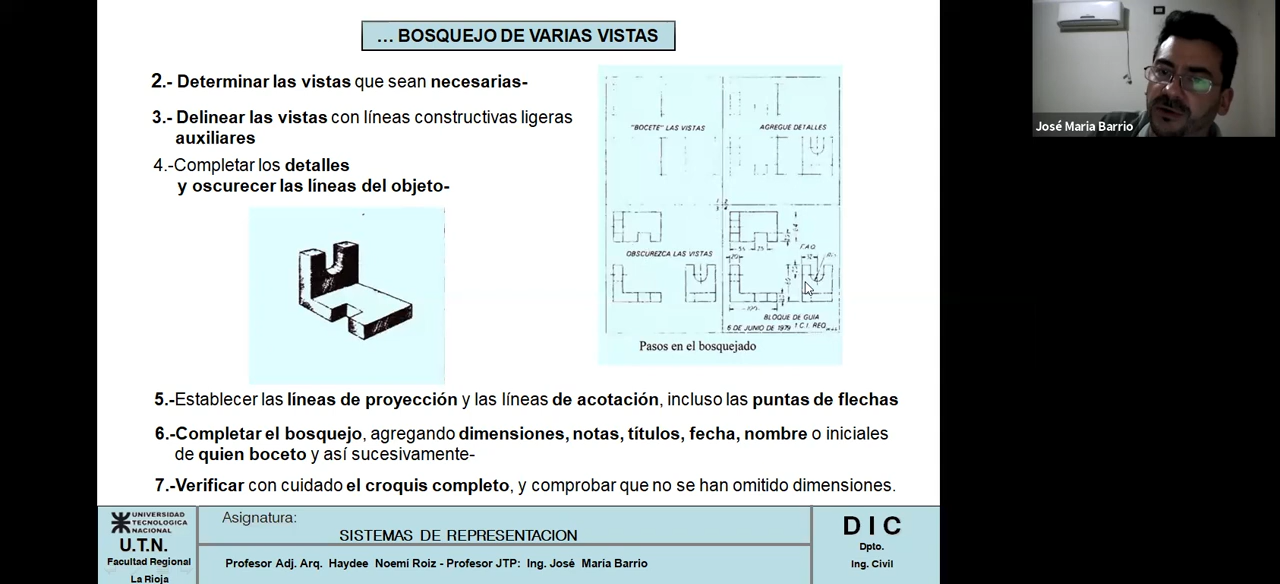 ... BOSQUEJO DE VARIAS VISTAS
2.- Determinar las vistas que sean necesarias-
3.- Delinear las vistas con líneas constructivas ligeras
auxiliares
4.-Completar los detalles
y oscurecer las líneas del objeto-
"BOCETE" LAS VISTAS
AGREGUE DETALLES
OBSCUREZCA LAS VISTAS
F.A.O.
BLOQUE DE GUIA
6 DE JUNIO DE 1979 1 C.I. REQ
Pasos en el bosquejado
5.-Establecer las líneas de proyección y las líneas de acotación, incluso las puntas de flechas
6.-Completar el bosquejo, agregando dimensiones, notas, títulos, fecha, nombre o iniciales
de quien boceto y así sucesivamente-
7.-Verificar con cuidado el croquis completo, y comprobar que no se han omitido dimensiones.
UNIVERSIDAD
TECNOLOGICA
NACIONAL
U.T.N.
Facultad Regional
La Rioja
Asignatura:
SISTEMAS DE REPRESENTACION
Profesor Adj. Arq. Haydee Noemí Roiz - Profesor JTP: Ing. José María Barrio
D I C
Dpto.
Ing. Civil
José Maria Barrio